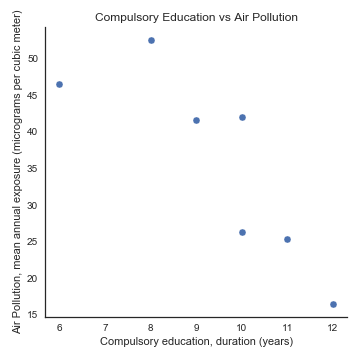 Compulsory Education vs Air Pollution
Air Pollution, mean annual exposure (micrograms per cubic meter)
50
45
40
35
30
25
20
15
6 7 8 9 10 11 12
Compulsory education, duration (years)